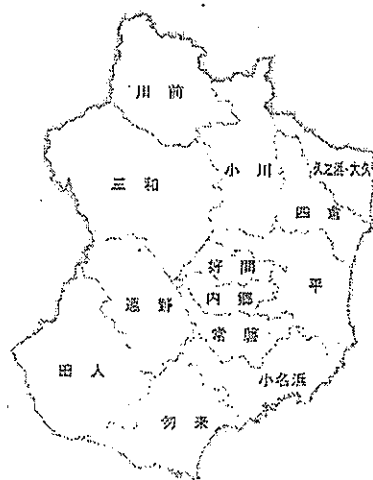 川前
三和
小川
久之浜・大久
四倉
好間
平
内郷
遠野
常磐
田人
小名浜
勿来